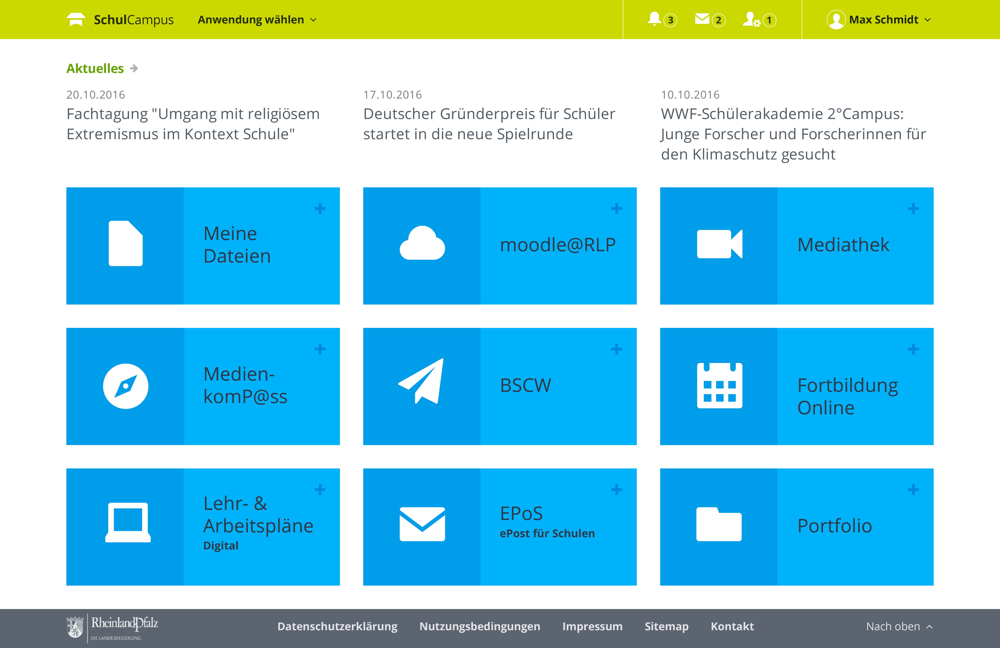 SchulCampus
Anwendung wählen
3
2
1
Max Schmidt
Aktuelles
20.10.2016
Fachtagung "Umgang mit religiösem
Extremismus im Kontext Schule"
17.10.2016
Deutscher Gründerpreis für Schüler
startet in die neue Spielrunde
10.10.2016
WWF-Schülerakademie 2°Campus:
Junge Forscher und Forscherinnen für
den Klimaschutz gesucht
Meine
Dateien
moodle@RLP
Mediathek
Medien-
komP@ss
BSCW
Fortbildung
Online
Lehr- &
Arbeitspläne
Digital
EPoS
ePost für Schulen
Portfolio
RheinlandPfalz
DIE LANDESREGIERUNG
Datenschutzerklärung
Nutzungsbedingungen
Impressum
Sitemap
Kontakt
Nach oben